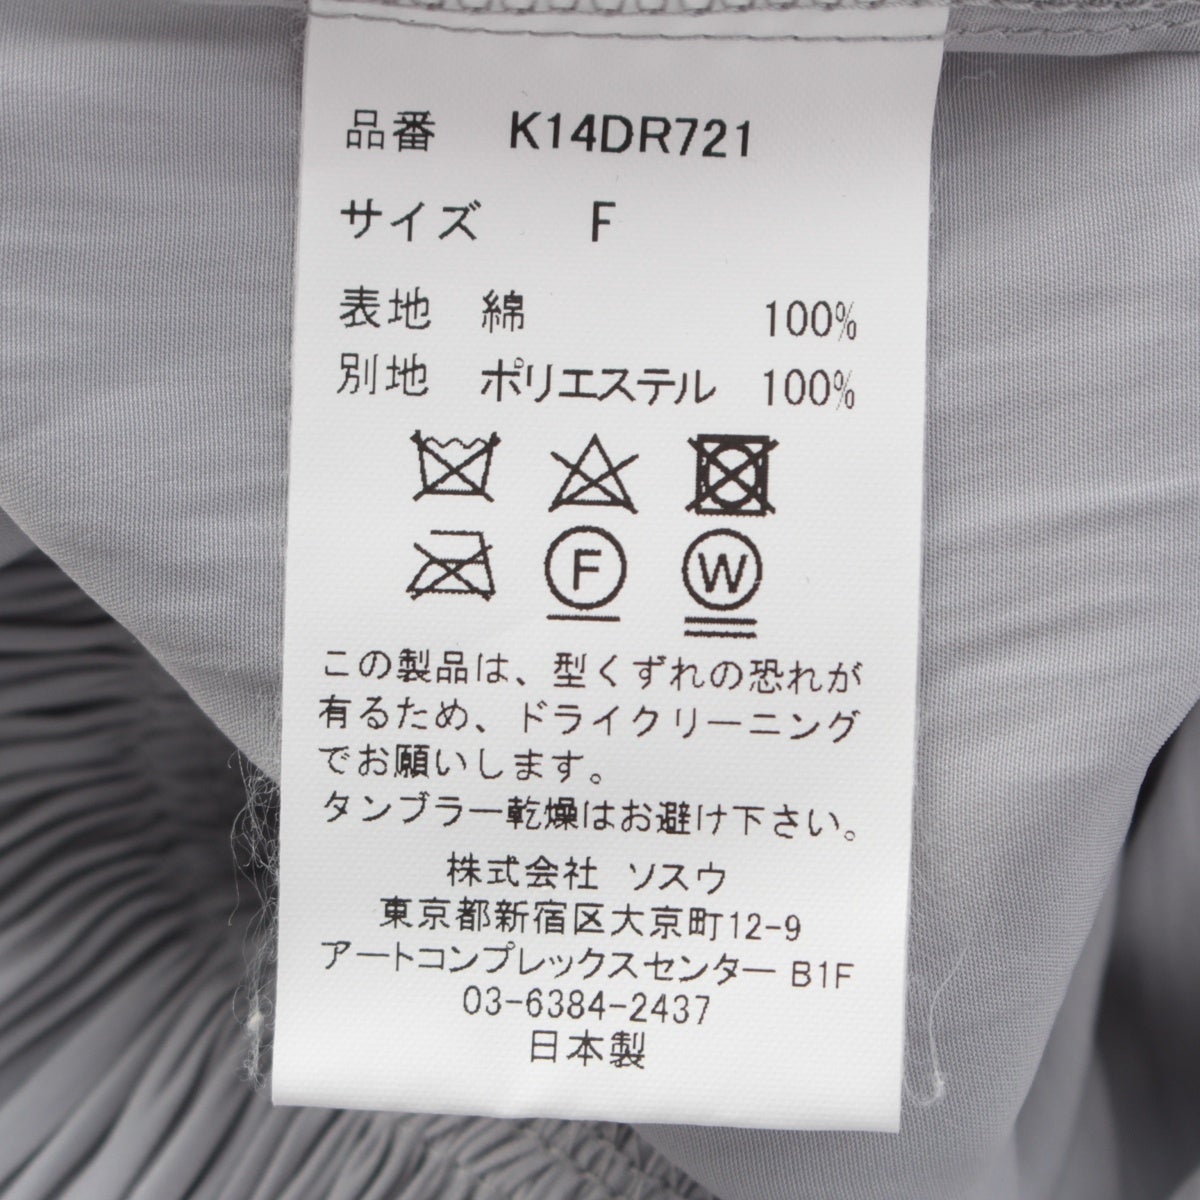 品番 K14DR721
サイズ F
表地 綿 100%
別地 ポリエステル 100%
F W
この製品は、型くずれの恐れが
有るため、ドライクリーニング
でお願いします。
タンブラー乾燥はお避け下さい。
株式会社 ソスウ
東京都新宿区大京町12-9
アートコンプレックスセンター B1F
03-6384-2437
日本製